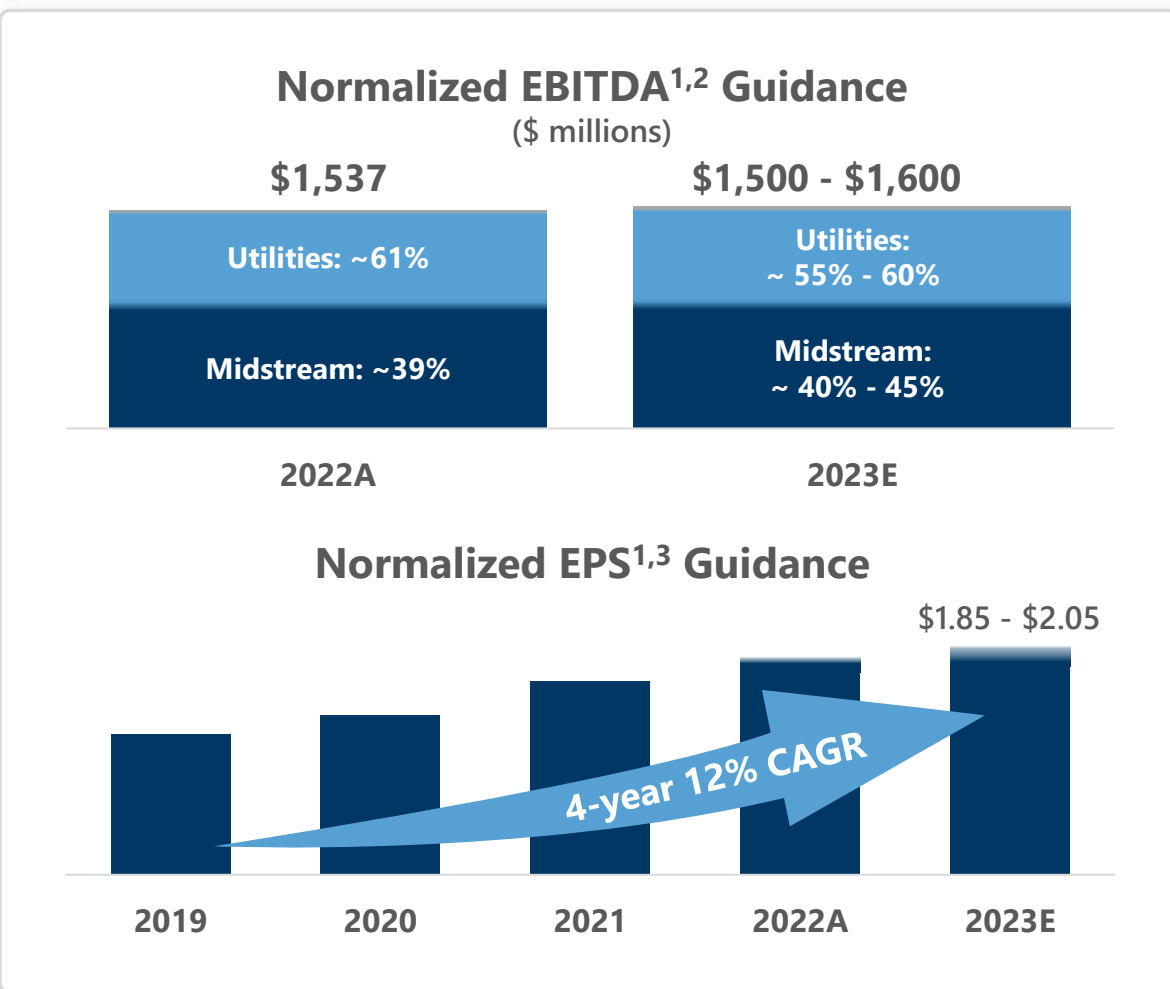 Normalized EBITDA1,2 Guidance
($ millions)
$1,537
$1,500 - $1,600
Utilities: ~61%
Utilities:
~ 55% - 60%
Midstream: ~39%
Midstream:
~ 40% - 45%
2022A
2023E
Normalized EPS1,3 Guidance
$1.85 - $2.05
4-year 12% CAGR
2019
2020
2021
2022A
2023E